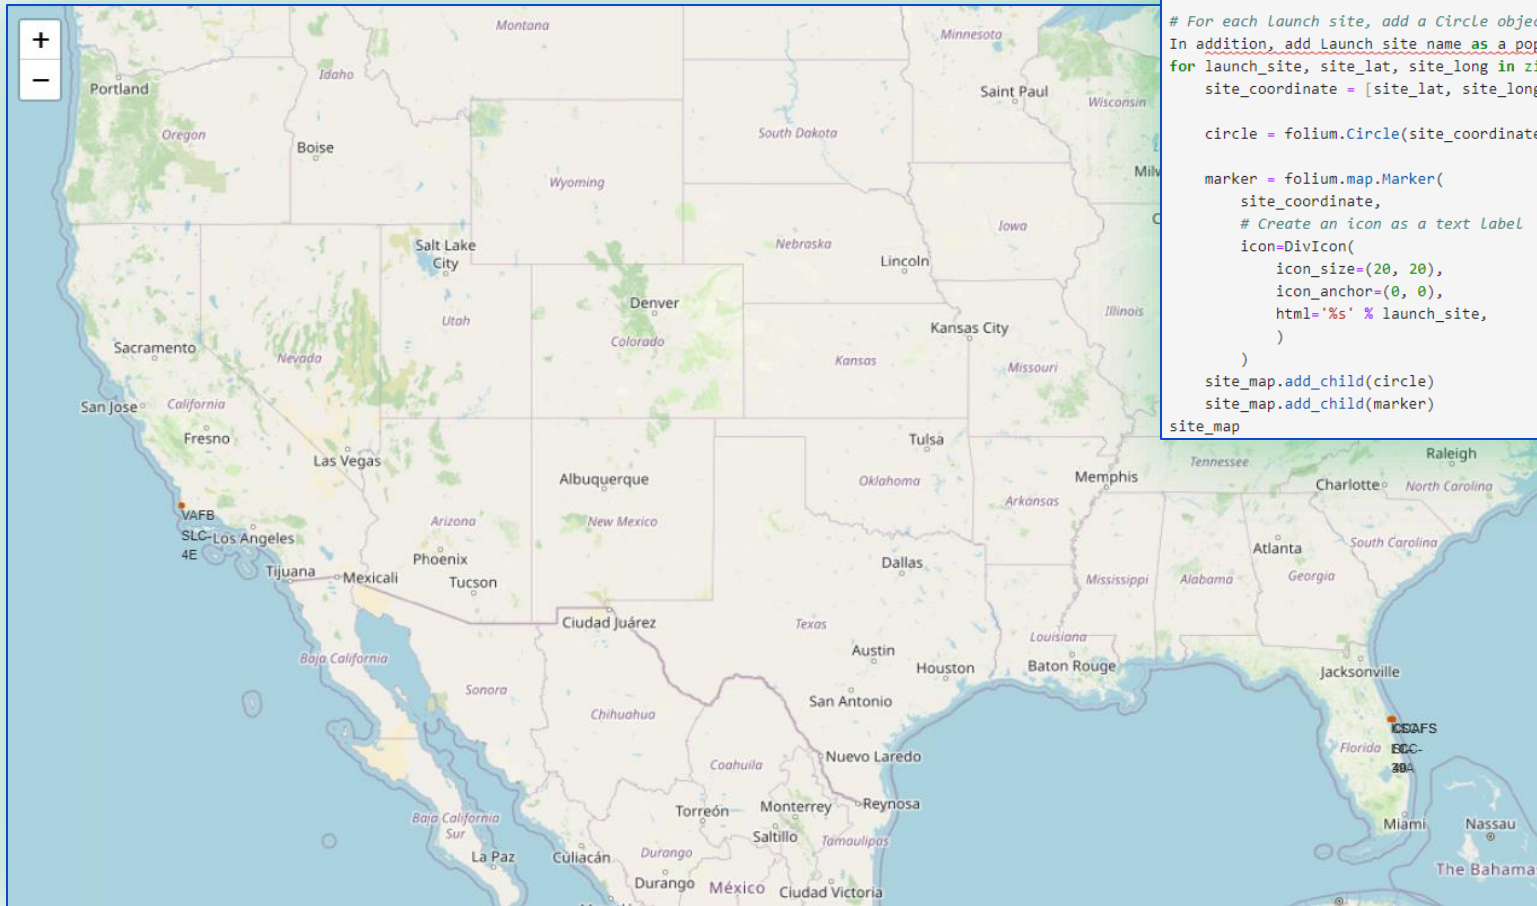 +
−
Montana
Minnesota
Portland
Idaho
Saint Paul
Wisconsin
Oregon
South Dakota
Boise
Wyoming
Iowa
Salt Lake
City
Nebraska
Lincoln
Denver
Illinois
Utah
Kansas City
Colorado
Sacramento
Nevada
Kansas
Missouri
San Jose
California
Fresno
Tulsa
Las Vegas
Raleigh
Tennessee
Albuquerque
Memphis
Oklahoma
Charlotte
North Carolina
Arkansas
VAFB
SLC-
4E
Arizona
New Mexico
Los Angeles
South Carolina
Atlanta
Phoenix
Dallas
Tijuana
Mexicali
Tucson
Mississippi
Alabama
Georgia
Ciudad Juárez
Texas
Louisiana
Austin
Baja California
Houston
Baton Rouge
Jacksonville
Sonora
San Antonio
Chihuahua
Florida
Nuevo Laredo
Coahuila
Torreón
Monterrey
Reynosa
Baja California
Sur
Saltillo
Tamaulipas
Miami
Nassau
La Paz
Culiacán
Durango
The Bahama
Durango
México
Ciudad Victoria
# For each launch site, add a Circle objec
In addition, add Launch site name as a pop
for launch_site, site_lat, site_long in zi
site_coordinate = [site_lat, site_long
circle = folium.Circle(site_coordinate
marker = folium.map.Marker(
site_coordinate,
# Create an icon as a text label
icon=DivIcon(
icon_size=(20, 20),
icon_anchor=(0, 0),
html='%s' % launch_site,
)
)
site_map.add_child(circle)
site_map.add_child(marker)
site_map